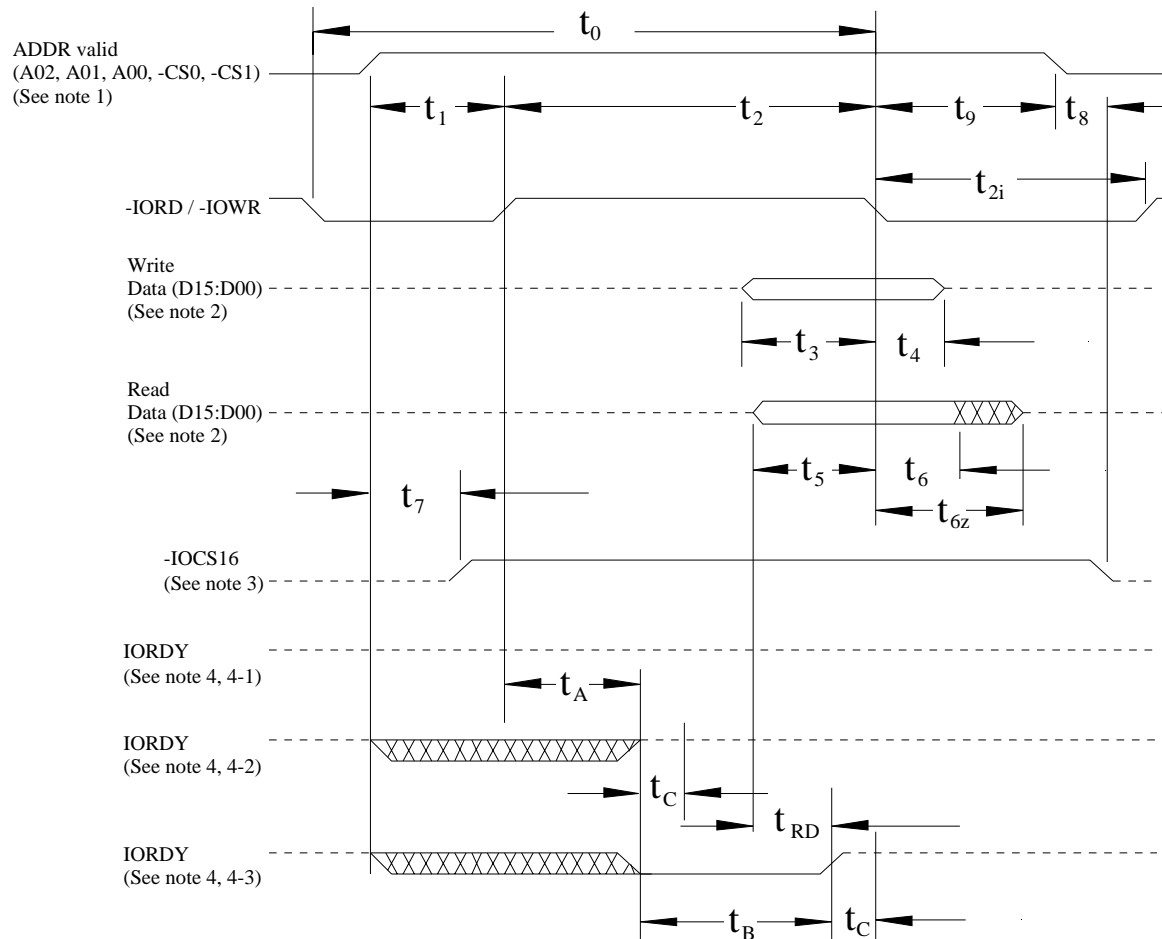 t0
ADDR valid
(A02, A01, A00, -CS0, -CS1)
(See note 1)
t1
t2
t9
t8
t2i
-IORD / -IOWR
Write
Data (D15:D00)
(See note 2)
t3
t4
Read
Data (D15:D00)
(See note 2)
t5
t6
t7
t6z
-IOCS16
(See note 3)
IORDY
(See note 4, 4-1)
tA
IORDY
(See note 4, 4-2)
tC
tRD
IORDY
(See note 4, 4-3)
tB
tC